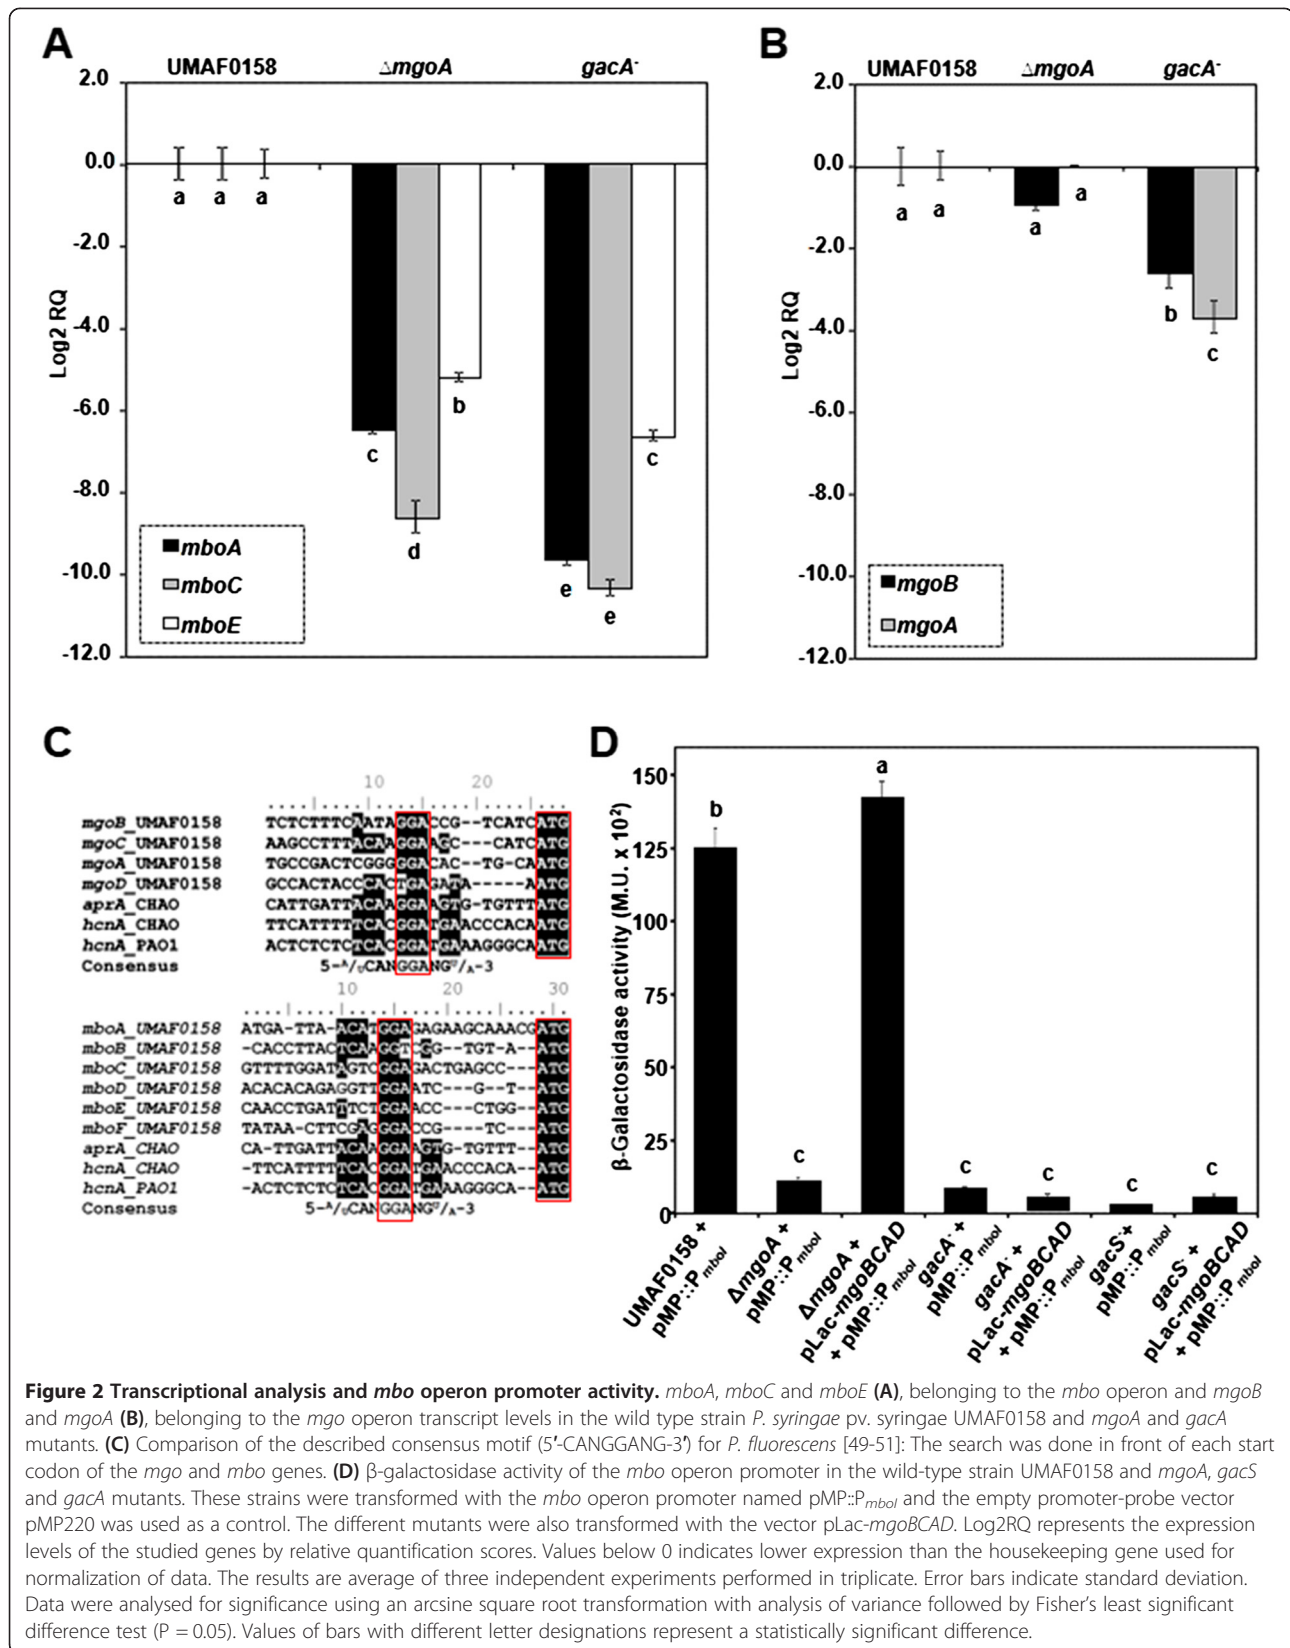 A
UMAF0158 ΔmgoA gacA-
2.0
0.0
-2.0
-4.0
-6.0
-8.0
-10.0
-12.0
Log2 RQ
a a a
c d b
e e c
mboA
mboC
mboE
B
UMAF0158 ΔmgoA gacA-
2.0
0.0
-2.0
-4.0
-6.0
-8.0
-10.0
-12.0
Log2 RQ
a a
a a
b c
mgoB
mgoA
C
10 20
mgoB_UMAF0158 TCTCTTTCAATAGGACCG--TCATCATG
mgoC_UMAF0158 AAGCCTTTACAAGGAAGC---CATCATG
mgoA_UMAF0158 TGCCGACTCGGGGGACAC--TG-CAATG
mgoD_UMAF0158 GCCACTACCCACTGAGATA-----AATG
aprA_CHAO CATTGATTACAAGGAAGTG-TGTTTATG
hcnA_CHAO TTCATTTTTCACGGATGAACCCACAATG
hcnA_PAO1 ACTCTCTCTCACGGATGAAAGGGCAATG
Consensus 5-A/UCANGGANGU/A-3
10 20 30
mboA_UMAF0158 ATGA-TTA-ACATGGAGAGAAGCAAACGATG
mboB_UMAF0158 -CACCTTACTCAAGGTCGG--TGT-A--ATG
mboC_UMAF0158 GTTTTGGATAGTCGGAGACTGAGCC---ATG
mboD_UMAF0158 ACACACAGAGGTTGGAATC---G--T--ATG
mboE_UMAF0158 CAACCTGATTTCTGGAACC---CTGG--ATG
mboF_UMAF0158 TATAA-CTTCGAGGGACCG---TC----ATG
aprA_CHAO CA-TTGATTACAAGGAAGTG-TGTTT--ATG
hcnA_CHAO -TTCATTTTTCACGGATGAACCCACA--ATG
hcnA_PAO1 -ACTCTCTCTCACGGATGAAAGGGCA--ATG
Consensus 5-A/UCANGGANGU/A-3
D
β-Galactosidase activity (M.U. x 10²)
150
125
100
75
50
25
0
b c a c c c c
UMAF0158 +
pMP::PmboI
ΔmgoA +
pMP::PmboI
ΔmgoA +
pLac-mgoBCAD
+ pMP::PmboI
gacA- +
pMP::PmboI
gacA- +
pLac-mgoBCAD
+ pMP::PmboI
gacS +
pMP::PmboI
gacS- +
pLac-mgoBCAD
+ pMP::PmboI
Figure 2 Transcriptional analysis and mbo operon promoter activity. mboA, mboC and mboE (A), belonging to the mbo operon and mgoB
and mgoA (B), belonging to the mgo operon transcript levels in the wild type strain P. syringae pv. syringae UMAF0158 and mgoA and gacA
mutants. (C) Comparison of the described consensus motif (5′-CANGGANG-3′) for P. fluorescens [49-51]: The search was done in front of each start
codon of the mgo and mbo genes. (D) β-galactosidase activity of the mbo operon promoter in the wild-type strain UMAF0158 and mgoA, gacS
and gacA mutants. These strains were transformed with the mbo operon promoter named pMP::PmboI and the empty promoter-probe vector
pMP220 was used as a control. The different mutants were also transformed with the vector pLac-mgoBCAD. Log2RQ represents the expression
levels of the studied genes by relative quantification scores. Values below 0 indicates lower expression than the housekeeping gene used for
normalization of data. The results are average of three independent experiments performed in triplicate. Error bars indicate standard deviation.
Data were analysed for significance using an arcsine square root transformation with analysis of variance followed by Fisher’s least significant
difference test (P = 0.05). Values of bars with different letter designations represent a statistically significant difference.